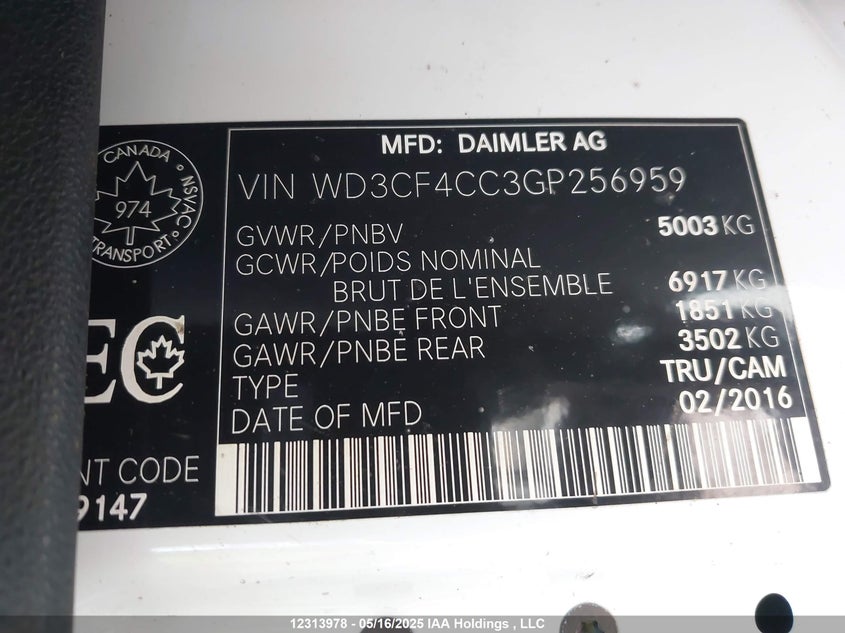 MFD: DAIMLER AG
CANADA
NSVAC
974
TRANSPORT
VIN WD3CF4CC3GP256959
GVWR/PNBV 5003 KG
GCWR/POIDS NOMINAL
BRUT DE L'ENSEMBLE 6917 KG
GAWR/PNBE FRONT 1851 KG
GAWR/PNBE REAR 3502 KG
TYPE TRU/CAM
DATE OF MFD 02/2016
EC
NT CODE
9147
12313978 - 05/16/2025 IAA Holdings , LLC